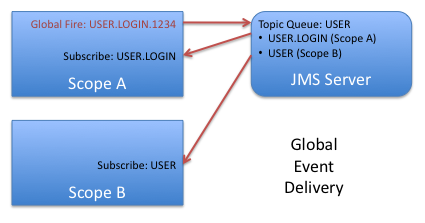 Global Fire: USER.LOGIN.1234
Subscribe: USER.LOGIN
Scope A
Topic Queue: USER
• USER.LOGIN (Scope A)
• USER (Scope B)
JMS Server
Subscribe: USER
Scope B
Global
Event
Delivery